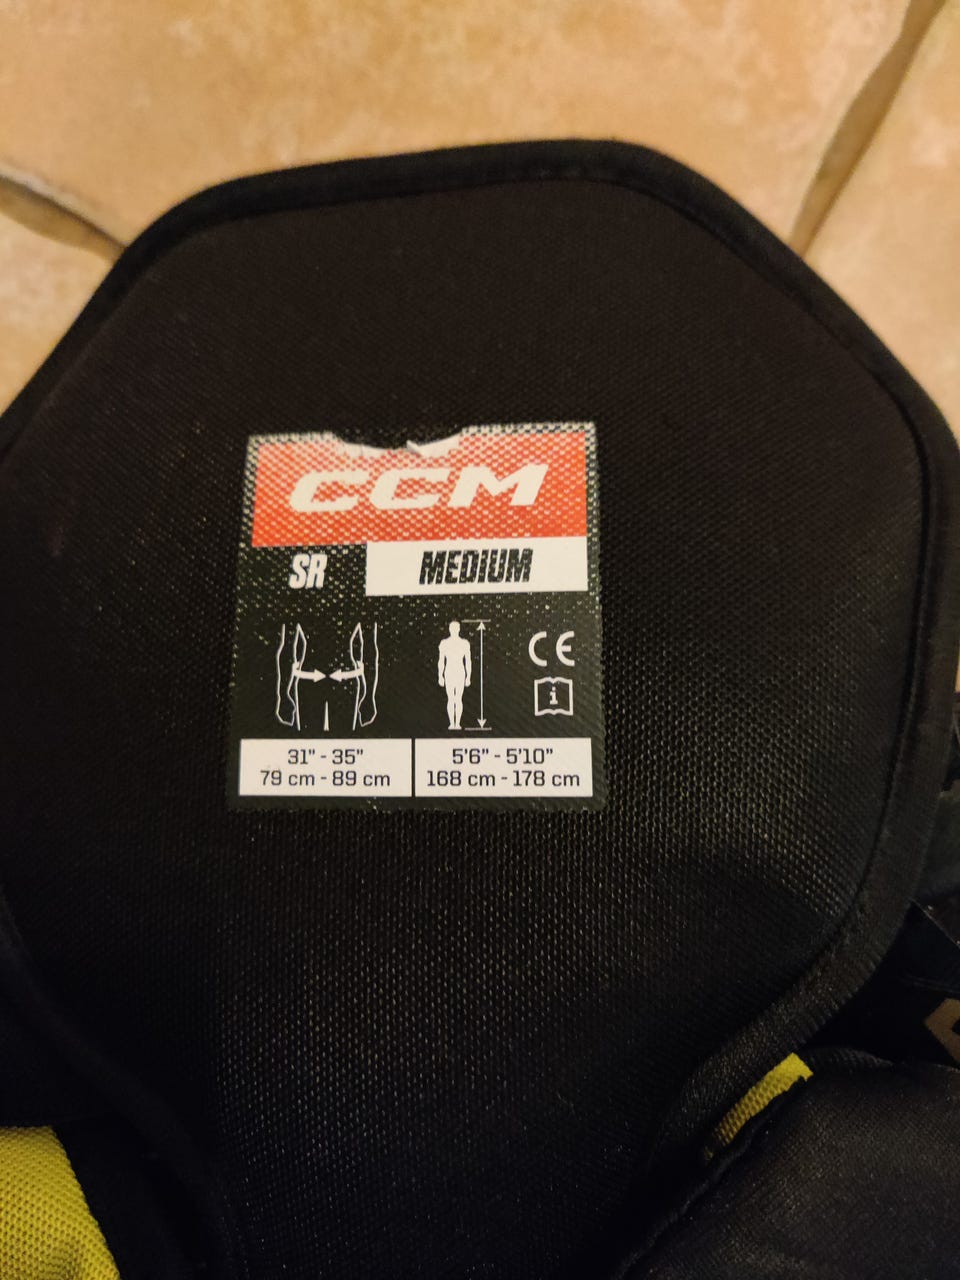 CCM
SR MEDIUM
CE
i
31" - 35" 5'6" - 5'10"
79 cm - 89 cm 168 cm - 178 cm